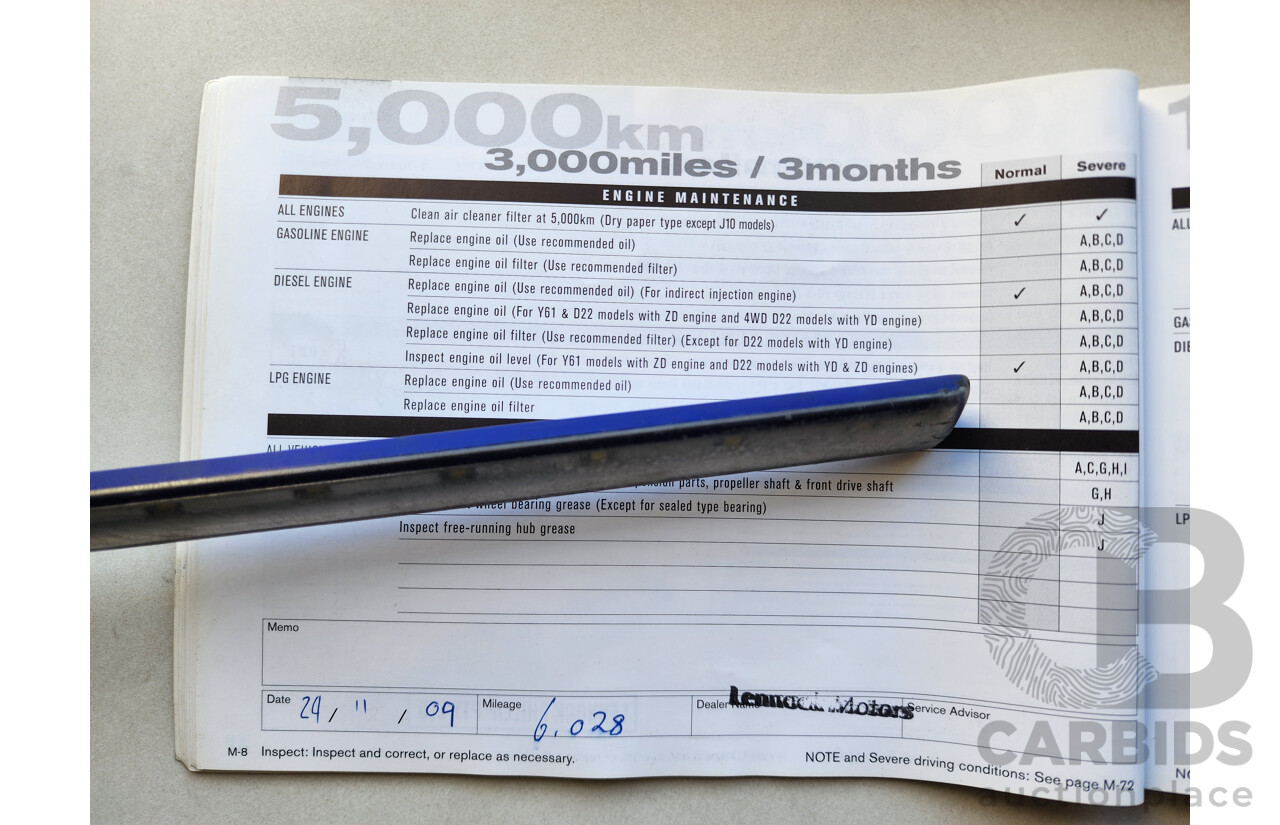 5,000km
3,000miles / 3months
Normal Severe
ENGINE MAINTENANCE
ALL ENGINES Clean air cleaner filter at 5,000km (Dry paper type except J10 models) ✓ ✓
GASOLINE ENGINE Replace engine oil (Use recommended oil) A,B,C,D
Replace engine oil filter (Use recommended filter) A,B,C,D
DIESEL ENGINE Replace engine oil (Use recommended oil) (For indirect injection engine) ✓ A,B,C,D
Replace engine oil (For Y61 & D22 models with ZD engine and 4WD D22 models with YD engine) A,B,C,D
Replace engine oil filter (Use recommended filter) (Except for D22 models with YD engine) A,B,C,D
Inspect engine oil level (For Y61 models with ZD engine and D22 models with YD & ZD engines) ✓ A,B,C,D
LPG ENGINE Replace engine oil (Use recommended oil) A,B,C,D
Replace engine oil filter A,B,C,D
ALL
A,C,G,H,I
parts, propeller shaft & front drive shaft G,H
wheel bearing grease (Except for sealed type bearing) J
Inspect free-running hub grease J
Memo
Date 24 / 11 / 09 Mileage 6.028 Dealer Name Lennock Motors Service Advisor
M-8 Inspect: Inspect and correct, or replace as necessary. NOTE and Severe driving conditions: See page M-72
1
ALL
GA
DIE
LP
NO
CARBIDS
auctionplace